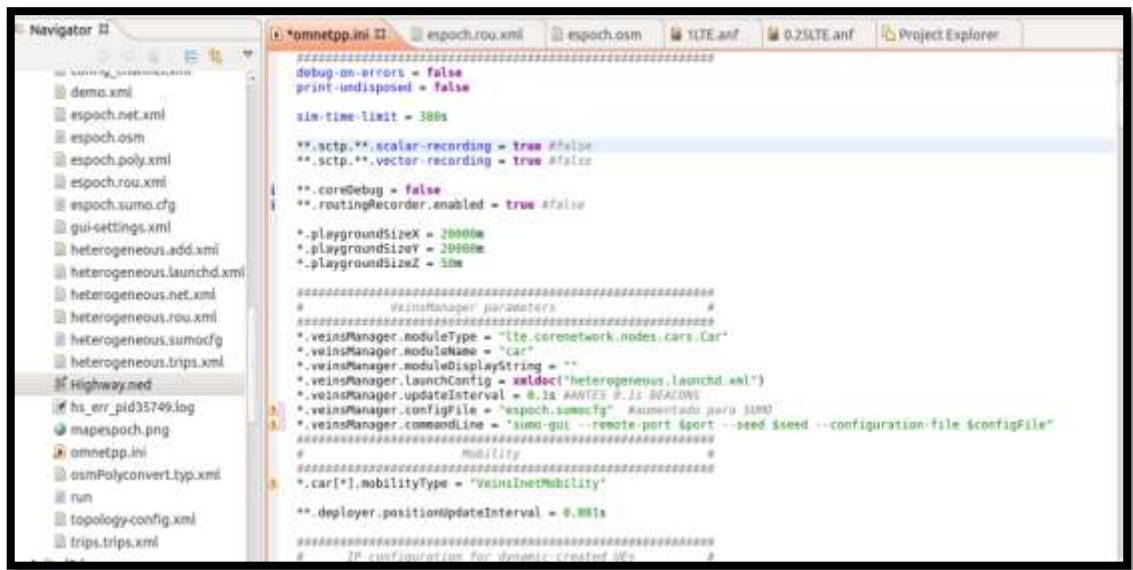 Navigator
demo.xml
espoch.net.xml
espoch.osm
espoch.poly.xml
espoch.rou.xml
espoch.sumo.cfg
gui-settings.xml
heterogeneous.add.xml
heterogeneous.launchd.xml
heterogeneous.net.xml
heterogeneous.rou.xml
heterogeneous.sumocfg
heterogeneous.trips.xml
Highway.ned
hs_err_pid35749.log
mapespoch.png
omnetpp.ini
osmPolyconvert.typ.xml
run
topology-config.xml
trips.trips.xml
*omnetpp.ini espoch.rou.xml espoch.osm 1LTE.anf 0.25LTE.anf Project Explorer
debug-on-errors = false
print-undisposed = false
sim-time-limit = 300s
**.sctp.**.scalar-recording = true #false
**.sctp.**.vector-recording = true #false
**.coreDebug = false
**.routingRecorder.enabled = true #false
*.playgroundSizeX = 20000m
*.playgroundSizeY = 20000m
*.playgroundSizeZ = 50m
##########################################################
# VeinsManager parameters #
##########################################################
*.veinsManager.moduleType = "lte.corenetwork.nodes.cars.Car"
*.veinsManager.moduleName = "car"
*.veinsManager.moduleDisplayString = ""
*.veinsManager.launchConfig = xmldoc("heterogeneous.launchd.xml")
*.veinsManager.updateInterval = 0.1s #ANTES 0.1s BEACONS
*.veinsManager.configFile = "espoch.sumocfg" #aumentado para SUMO
*.veinsManager.commandLine = "sumo-gui --remote-port $port --seed $seed --configuration-file $configFile"
##########################################################
# Mobility #
##########################################################
*.car[*].mobilityType = "VeinsInetMobility"
**.deployer.positionUpdateInterval = 0.001s
##########################################################
# IP configuration for dynamic-created UEs #